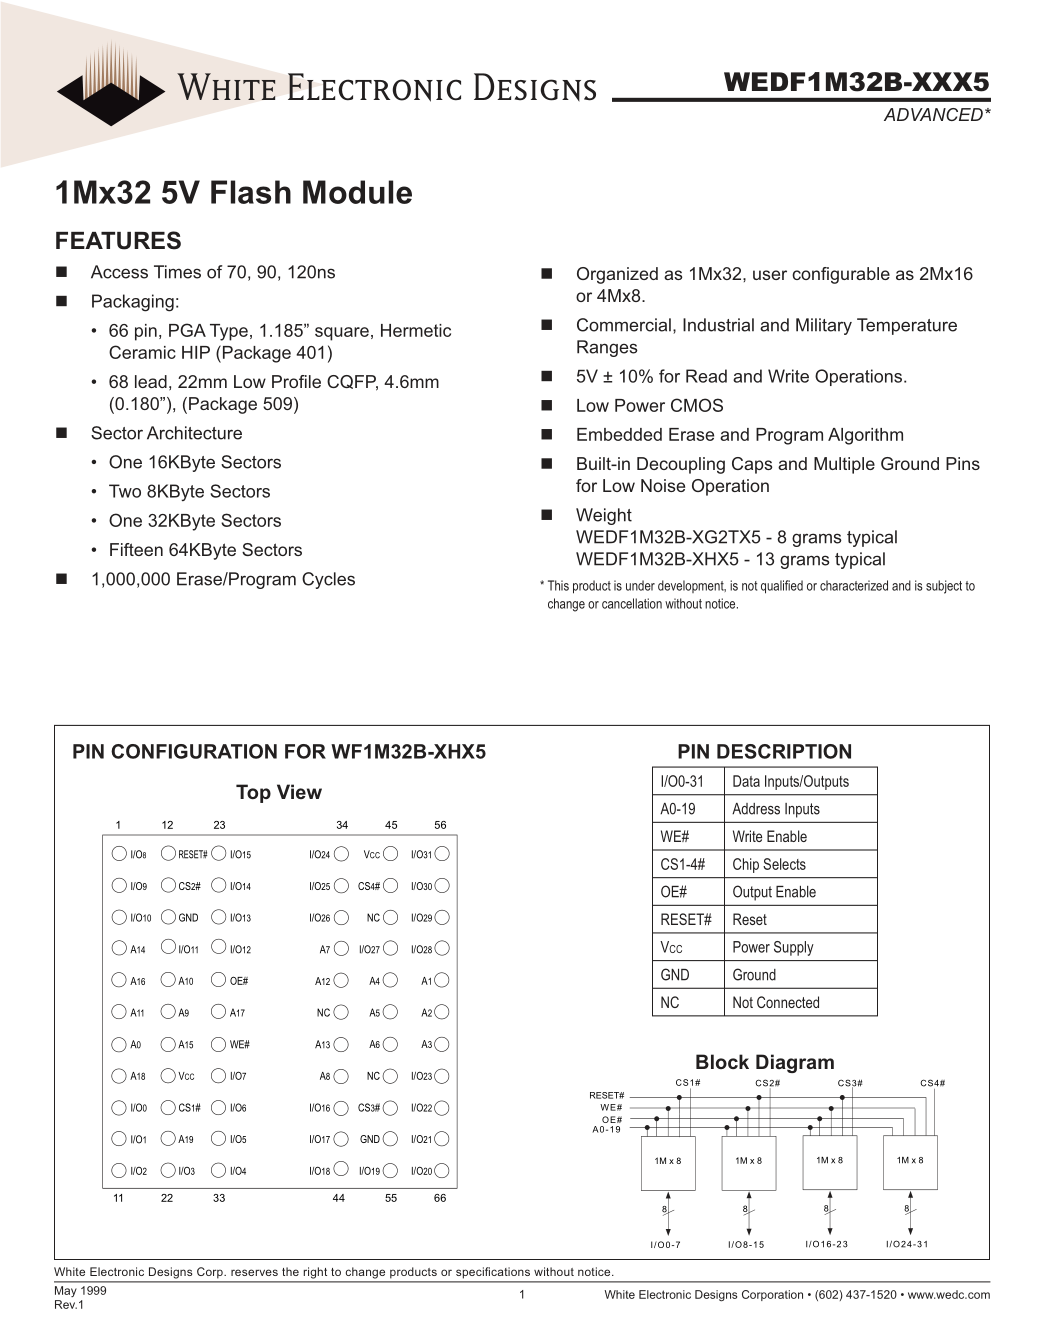 WHITE ELECTRONIC DESIGNS
WEDF1M32B-XXX5
ADVANCED*
1Mx32 5V Flash Module
FEATURES
■ Access Times of 70, 90, 120ns
■ Packaging:
• 66 pin, PGA Type, 1.185” square, Hermetic
Ceramic HIP (Package 401)
• 68 lead, 22mm Low Profile CQFP, 4.6mm
(0.180”), (Package 509)
■ Sector Architecture
• One 16KByte Sectors
• Two 8KByte Sectors
• One 32KByte Sectors
• Fifteen 64KByte Sectors
■ 1,000,000 Erase/Program Cycles
■ Organized as 1Mx32, user configurable as 2Mx16
or 4Mx8.
■ Commercial, Industrial and Military Temperature
Ranges
■ 5V ± 10% for Read and Write Operations.
■ Low Power CMOS
■ Embedded Erase and Program Algorithm
■ Built-in Decoupling Caps and Multiple Ground Pins
for Low Noise Operation
■ Weight
WEDF1M32B-XG2TX5 - 8 grams typical
WEDF1M32B-XHX5 - 13 grams typical
* This product is under development, is not qualified or characterized and is subject to
change or cancellation without notice.
PIN CONFIGURATION FOR WF1M32B-XHX5
Top View
1 12 23 34 45 56
I/O8 RESET# I/O15 I/O24 VCC I/O31
I/O9 CS2# I/O14 I/O25 CS4# I/O30
I/O10 GND I/O13 I/O26 NC I/O29
A14 I/O11 I/O12 A7 I/O27 I/O28
A16 A10 OE# A12 A4 A1
A11 A9 A17 NC A5 A2
A0 A15 WE# A13 A6 A3
A18 VCC I/O7 A8 NC I/O23
I/O0 CS1# I/O6 I/O16 CS3# I/O22
I/O1 A19 I/O5 I/O17 GND I/O21
I/O2 I/O3 I/O4 I/O18 I/O19 I/O20
11 22 33 44 55 66
PIN DESCRIPTION
I/O0-31 Data Inputs/Outputs
A0-19 Address Inputs
WE# Write Enable
CS1-4# Chip Selects
OE# Output Enable
RESET# Reset
VCC Power Supply
GND Ground
NC Not Connected
Block Diagram
CS1# CS2# CS3# CS4#
RESET#
WE#
OE#
A0-19
1M x 8 1M x 8 1M x 8 1M x 8
8 8 8 8
I/O0-7 I/O8-15 I/O16-23 I/O24-31
White Electronic Designs Corp. reserves the right to change products or specifications without notice.
May 1999
Rev.1
1
White Electronic Designs Corporation • (602) 437-1520 • www.wedc.com